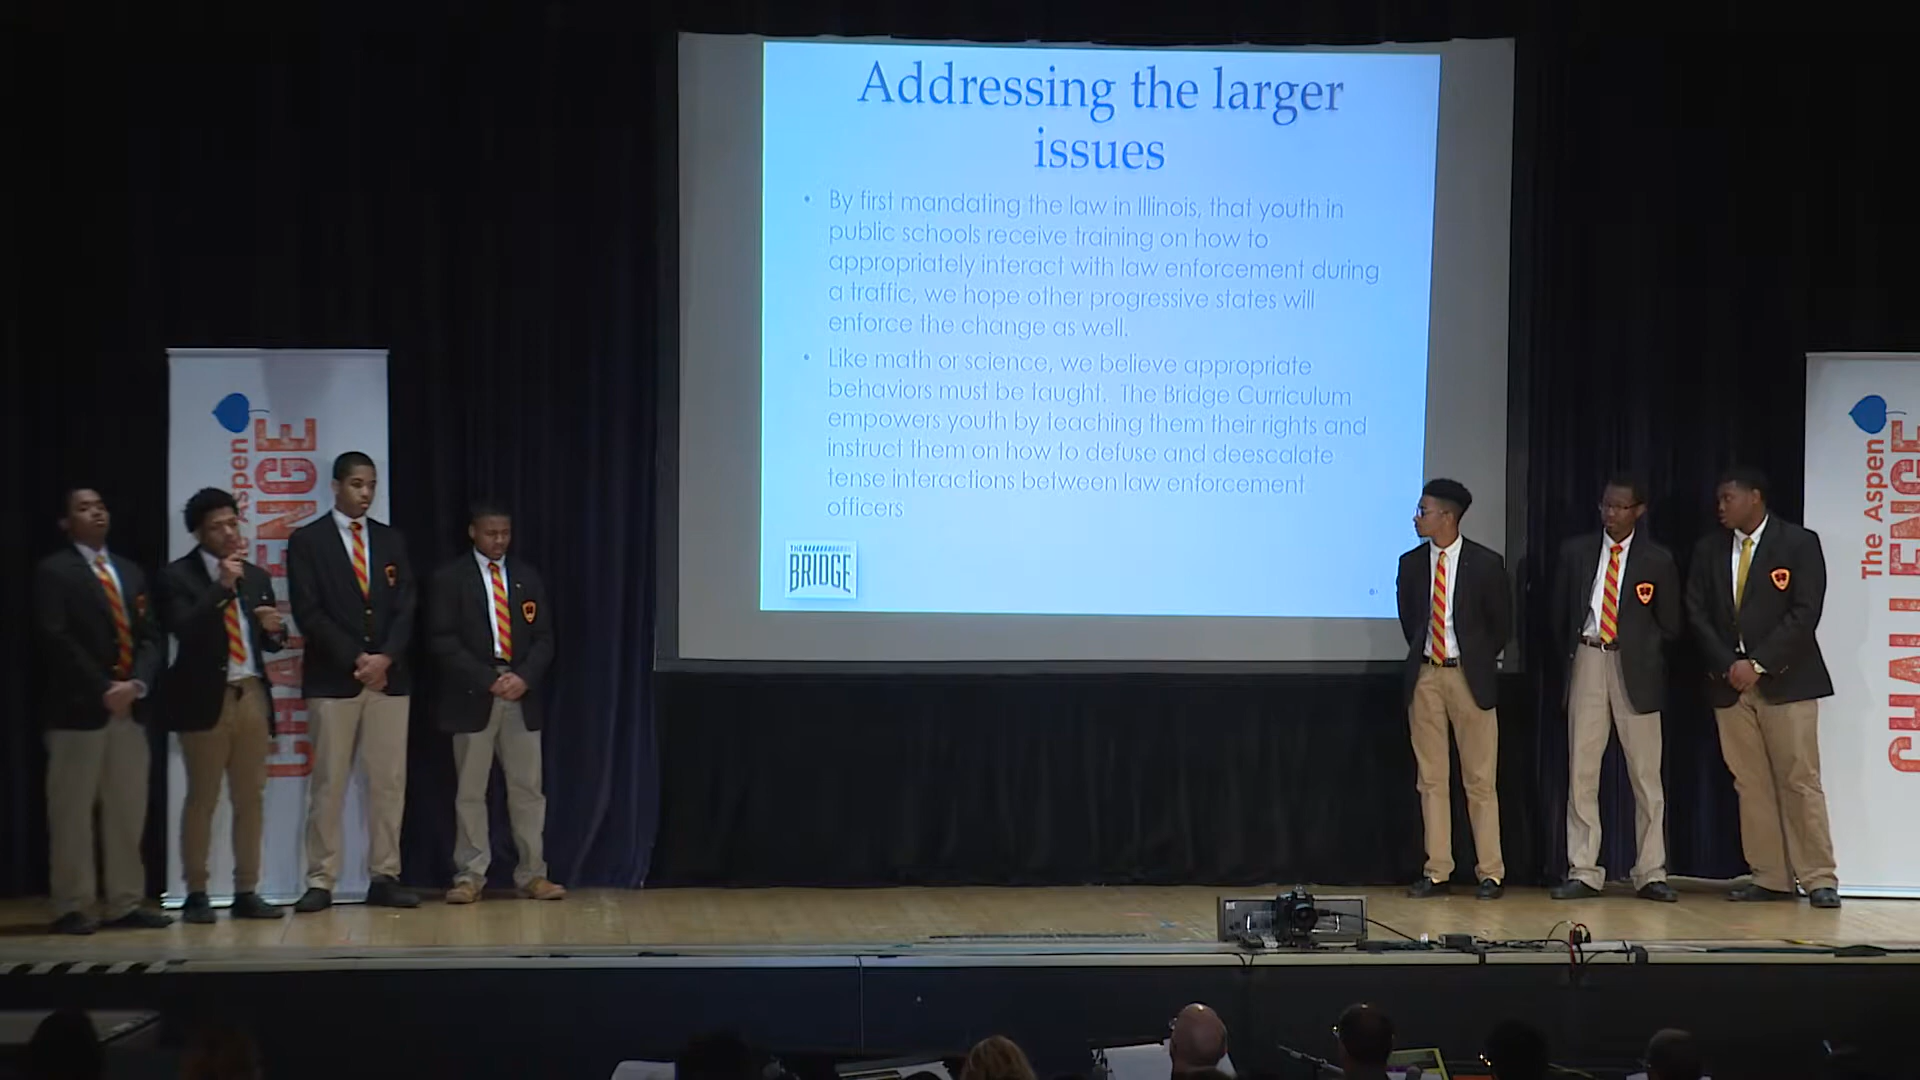 Addressing the larger
issues
• By first mandating the law in Illinois, that youth in
public schools receive training on how to
appropriately interact with law enforcement during
a traffic, we hope other progressive states will
enforce the change as well.
• Like math or science, we believe appropriate
behaviors must be taught. The Bridge Curriculum
empowers youth by teaching them their rights and
instruct them on how to defuse and deescalate
tense interactions between law enforcement
officers
THE
BRIDGE
The Aspen
CHALLENGE
The Aspen
CHALLENGE